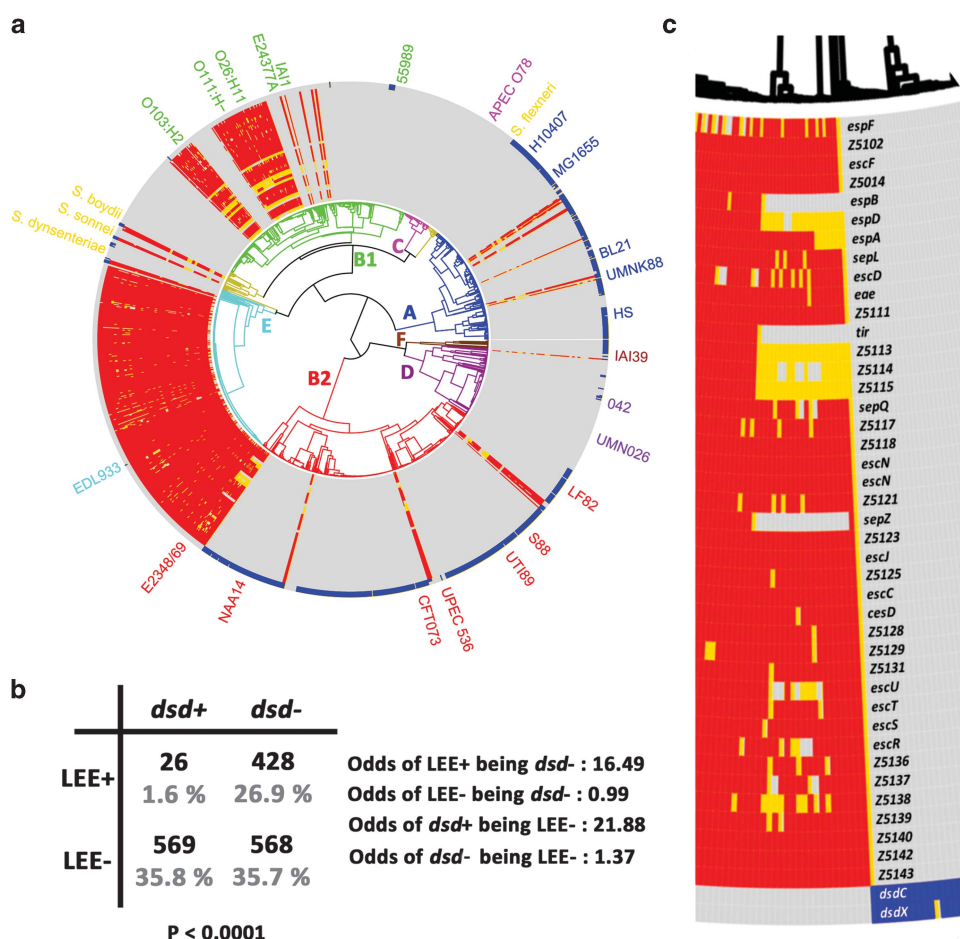 a
O103:H2
O111:H-
O26:H11
E24377A
IAI1
55989
APEC O78
S. flexneri
H10407
MG1655
BL21
UMNK88
HS
IAI39
042
UMN026
LF82
S88
UTI89
UPEC 536
CFT073
NAA14
E2348/69
EDL933
S. dysenteriae
S. sonnei
S. boydii
B1
C
A
E
F
D
B2
b
dsd+ dsd-
LEE+ 26 428
1.6 % 26.9 %
LEE- 569 568
35.8 % 35.7 %
P < 0.0001
Odds of LEE+ being dsd- : 16.49
Odds of LEE- being dsd- : 0.99
Odds of dsd+ being LEE- : 21.88
Odds of dsd- being LEE- : 1.37
c
espF
Z5102
escF
Z5014
espB
espD
espA
sepL
escD
eae
Z5111
tir
Z5113
Z5114
Z5115
sepQ
Z5117
Z5118
escN
escN
Z5121
sepZ
Z5123
escJ
Z5125
escC
cesD
Z5128
Z5129
Z5131
escU
escT
escS
escR
Z5136
Z5137
Z5138
Z5139
Z5140
Z5142
Z5143
dsdC
dsdX